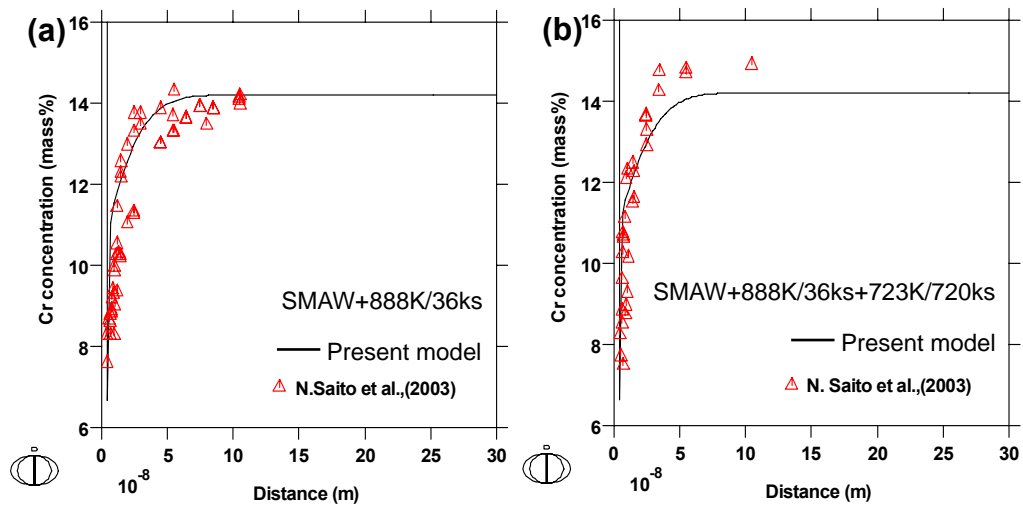 (a)
16
14
12
10
8
6
Cr concentration (mass%)
SMAW+888K/36ks
Present model
N.Saito et al.,(2003)
0 5 10 15 20 25 30
10-8
Distance (m)
(b)
16
14
12
10
8
6
Cr concentration (mass%)
SMAW+888K/36ks+723K/720ks
Present model
N. Saito et al.,(2003)
0 5 10 15 20 25 30
10-8
Distance (m)